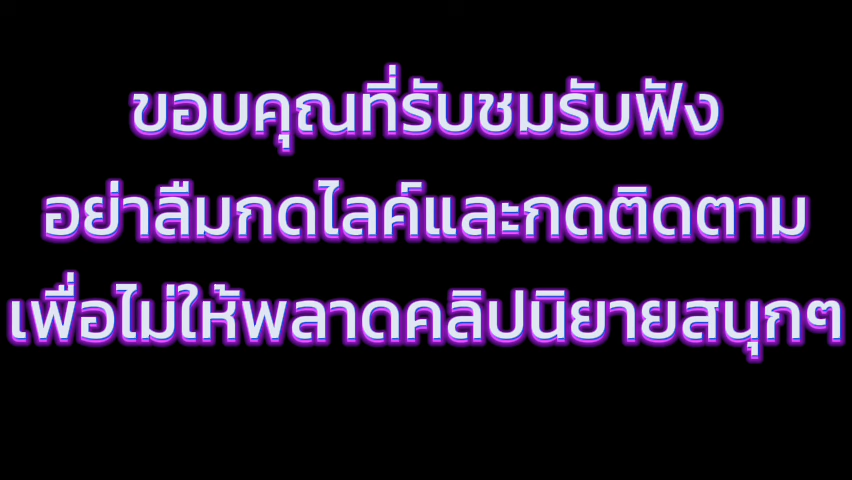 ขอบคุณที่รับชมรับฟัง
อย่าลืมกดไลค์และกดติดตาม
เพื่อไม่ให้พลาดคลิปนิยายสนุกๆ